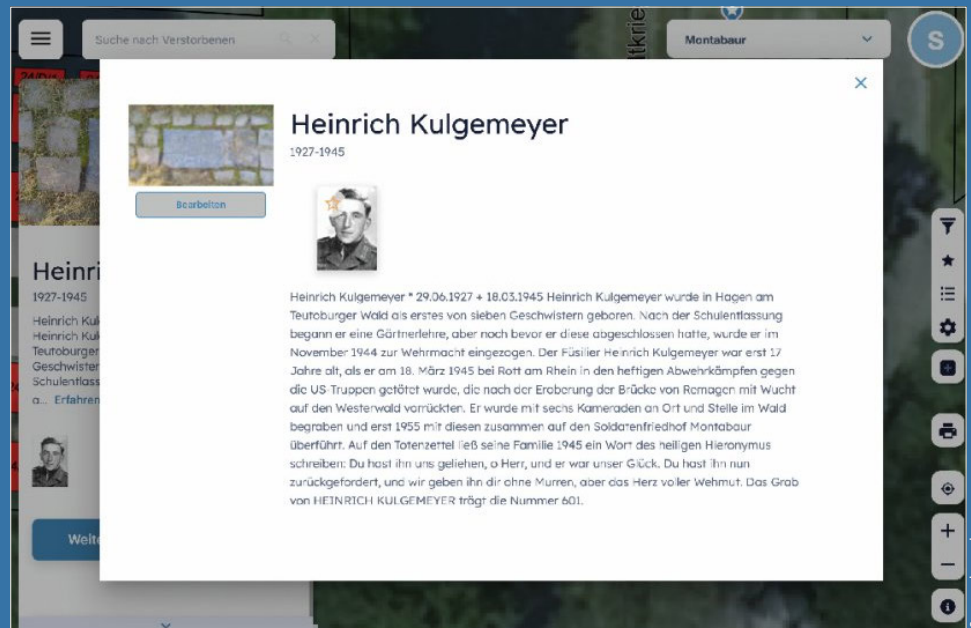 Suche nach Verstorbenen
Montabaur
S
Heinrich Kulgemeyer
1927-1945
Bearbeiten
Heinrich Kulgemeyer * 29.06.1927 + 18.03.1945 Heinrich Kulgemeyer wurde in Hagen am
Teutoburger Wald als erstes von sieben Geschwistern geboren. Nach der Schulentlassung
begann er eine Gärtnerlehre, aber noch bevor er diese abgeschlossen hatte, wurde er im
November 1944 zur Wehrmacht eingezogen. Der Füsilier Heinrich Kulgemeyer war erst 17
Jahre alt, als er am 18. März 1945 bei Rott am Rhein in den heftigen Abwehrkämpfen gegen
die US-Truppen getötet wurde, die nach der Eroberung der Brücke von Remagen mit Wucht
auf den Westerwald vorrückten. Er wurde mit sechs Kameraden an Ort und Stelle im Wald
begraben und erst 1955 mit diesen zusammen auf den Soldatenfriedhof Montabaur
überführt. Auf den Totenzettel ließ seine Familie 1945 ein Wort des heiligen Hieronymus
schreiben: Du hast ihn uns geliehen, o Herr, und er war unser Glück. Du hast ihn nun
zurückgefordert, und wir geben ihn dir ohne Murren, aber das Herz voller Wehmut. Das Grab
von HEINRICH KULGEMEYER trägt die Nummer 601.
Heinri
1927-1945
Heinrich Kul
Heinrich Kul
Teutoburger
Geschwister
Schulentlass
a... Erfahren
Weite